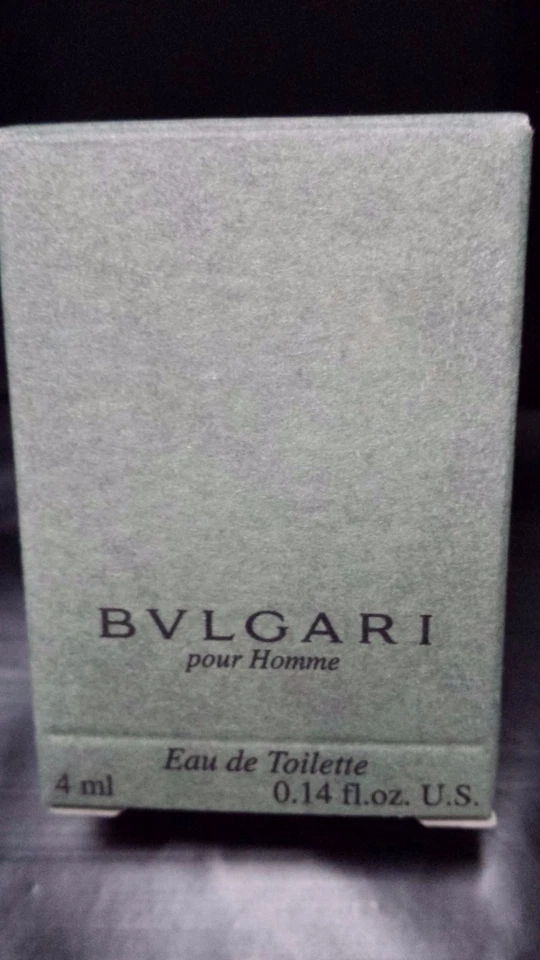 BVLGARI
pour Homme
Eau de Toilette
4 ml 0.14 fl.oz. U.S.